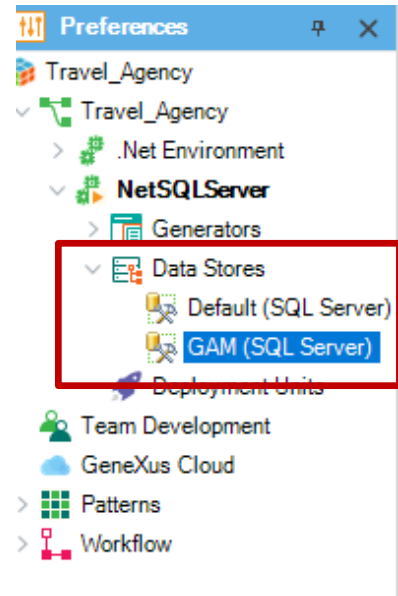 Preferences
Travel_Agency
Travel_Agency
.Net Environment
NetSQLServer
Generators
Data Stores
Default (SQL Server)
GAM (SQL Server)
Deployment Units
Team Development
GeneXus Cloud
Patterns
Workflow